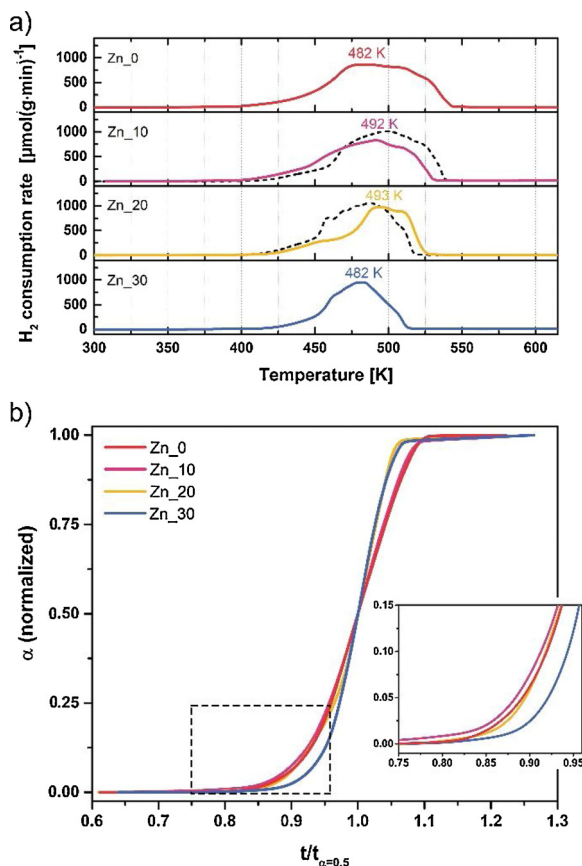 a)
H₂ consumption rate [µmol(g·min)⁻¹]
Zn_0
482 K
1000
500
0
Zn_10
492 K
1000
500
0
Zn_20
493 K
1000
500
0
Zn_30
482 K
1000
500
0
300 350 400 450 500 550 600
Temperature [K]
b)
α (normalized)
1.00
0.75
0.50
0.25
0.00
Zn_0
Zn_10
Zn_20
Zn_30
0.15
0.10
0.05
0.00
0.75 0.80 0.85 0.90 0.95
0.6 0.7 0.8 0.9 1.0 1.1 1.2 1.3
t/tα=0.5